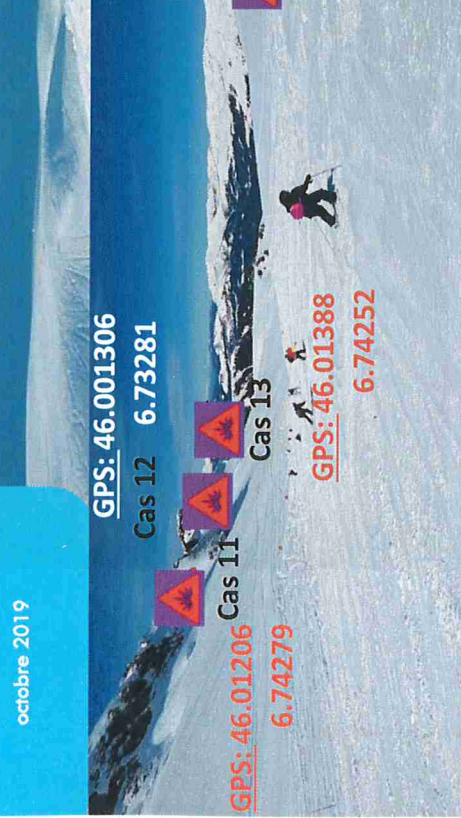 octobre 2019
GPS: 46.001306
6.73281
Cas 12
Cas 11
Cas 13
GPS: 46.01206
6.74279
GPS: 46.01388
6.74252